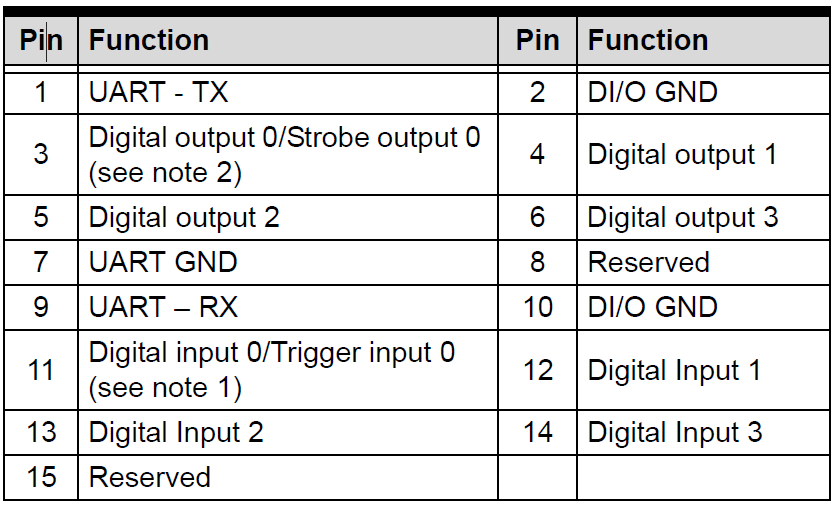 Pin Function Pin Function
1 UART - TX 2 DI/O GND
3 Digital output 0/Strobe output 0 (see note 2) 4 Digital output 1
5 Digital output 2 6 Digital output 3
7 UART GND 8 Reserved
9 UART – RX 10 DI/O GND
11 Digital input 0/Trigger input 0 (see note 1) 12 Digital Input 1
13 Digital Input 2 14 Digital Input 3
15 Reserved